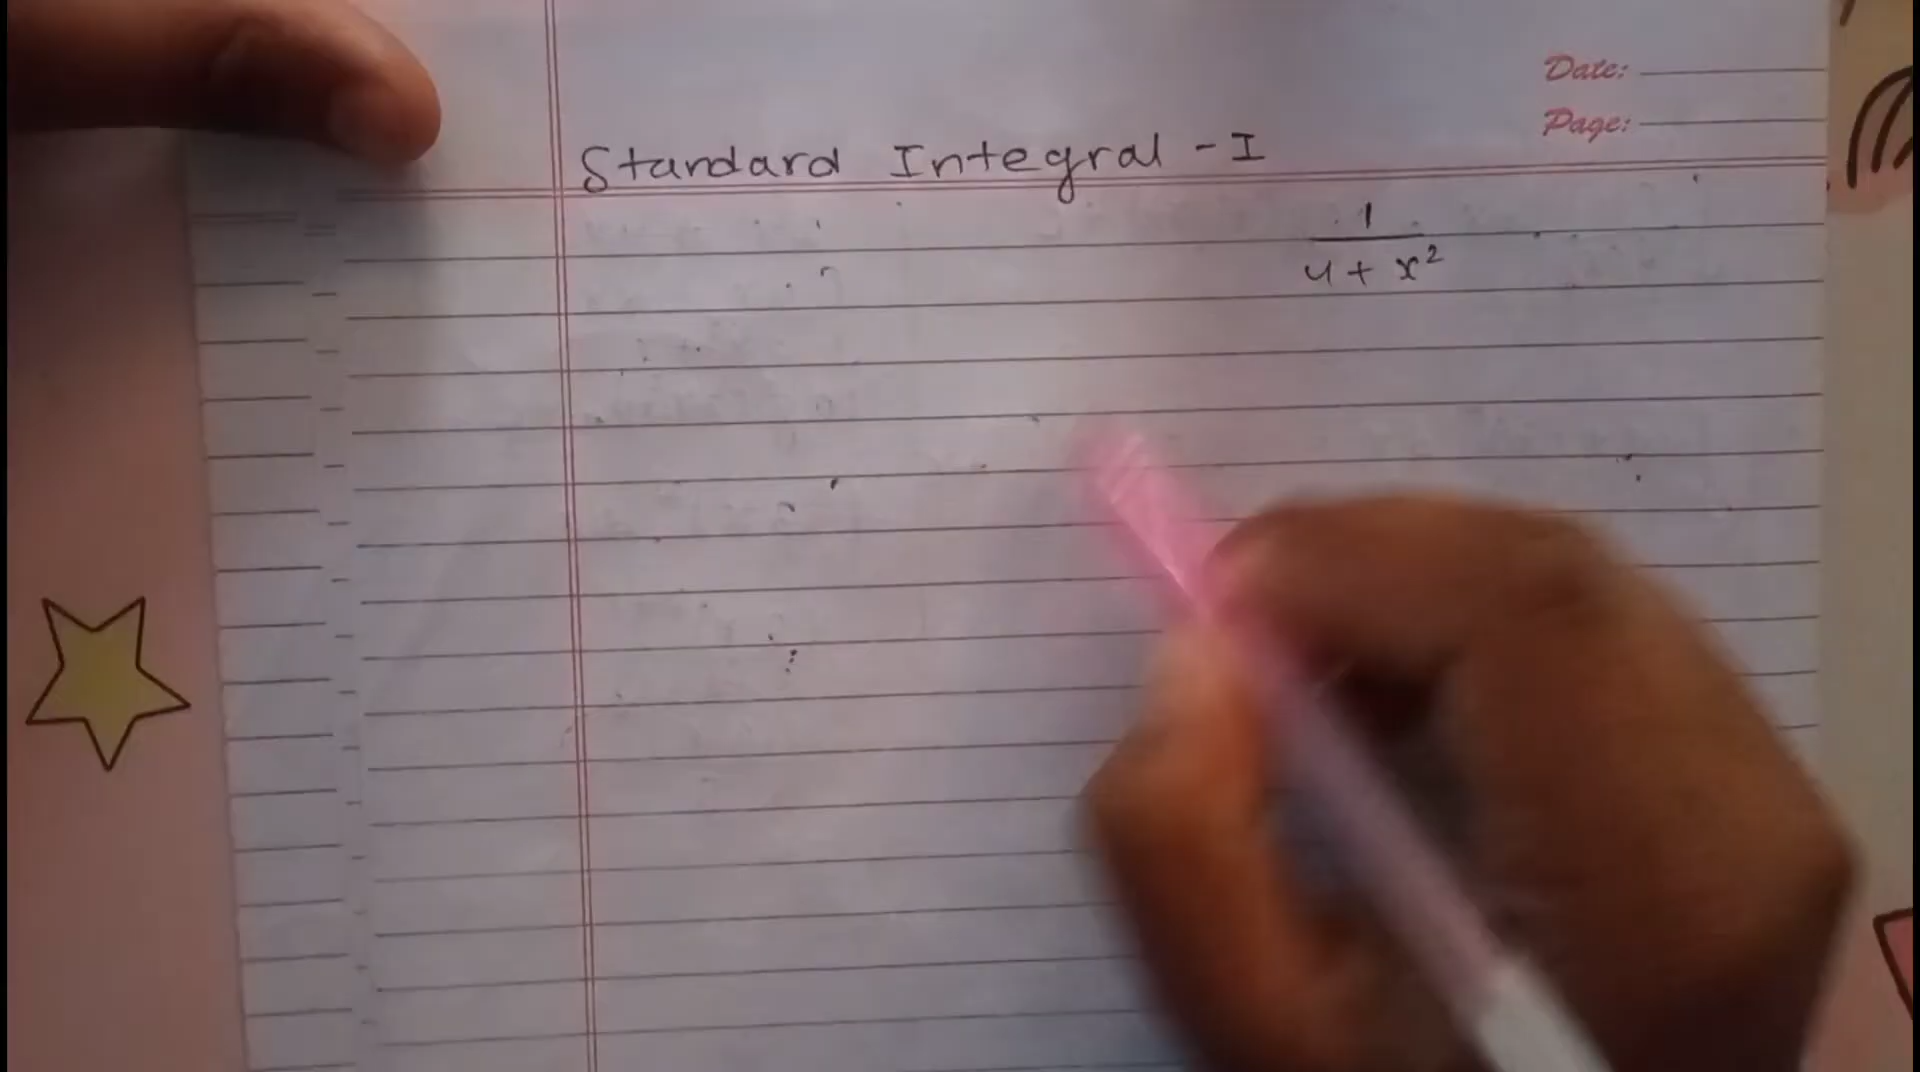 Date:
Page:
Standard Integral - I
1
4 + x²